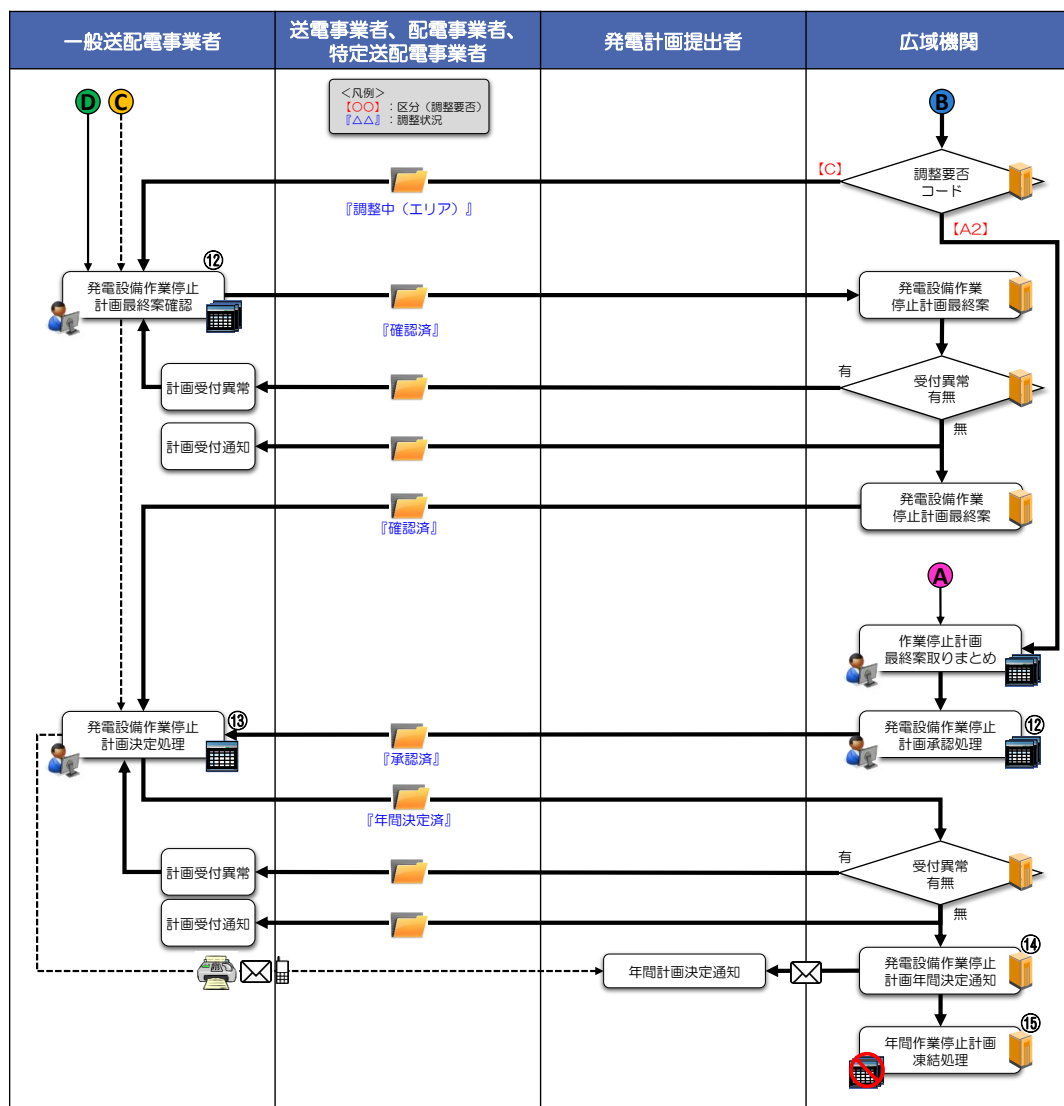 一般送配電事業者
送電事業者、配電事業者、
特定送配電事業者
発電計画提出者
広域機関
<凡例>
【〇〇】：区分（調整要否）
『△△』：調整状況
D
C
B
調整要否
コード
【C】
『調整中（エリア）』
【A2】
⑫
発電設備作業停止
計画最終案確認
発電設備作業
停止計画最終案
『確認済』
計画受付異常
有
受付異常
有無
無
計画受付通知
発電設備作業
停止計画最終案
『確認済』
A
作業停止計画
最終案取りまとめ
⑬
発電設備作業停止
計画決定処理
⑫
発電設備作業停止
計画承認処理
『承認済』
『年間決定済』
計画受付異常
有
受付異常
有無
無
計画受付通知
⑭
年間計画決定通知
発電設備作業停止
計画年間決定通知
⑮
年間作業停止計画
凍結処理